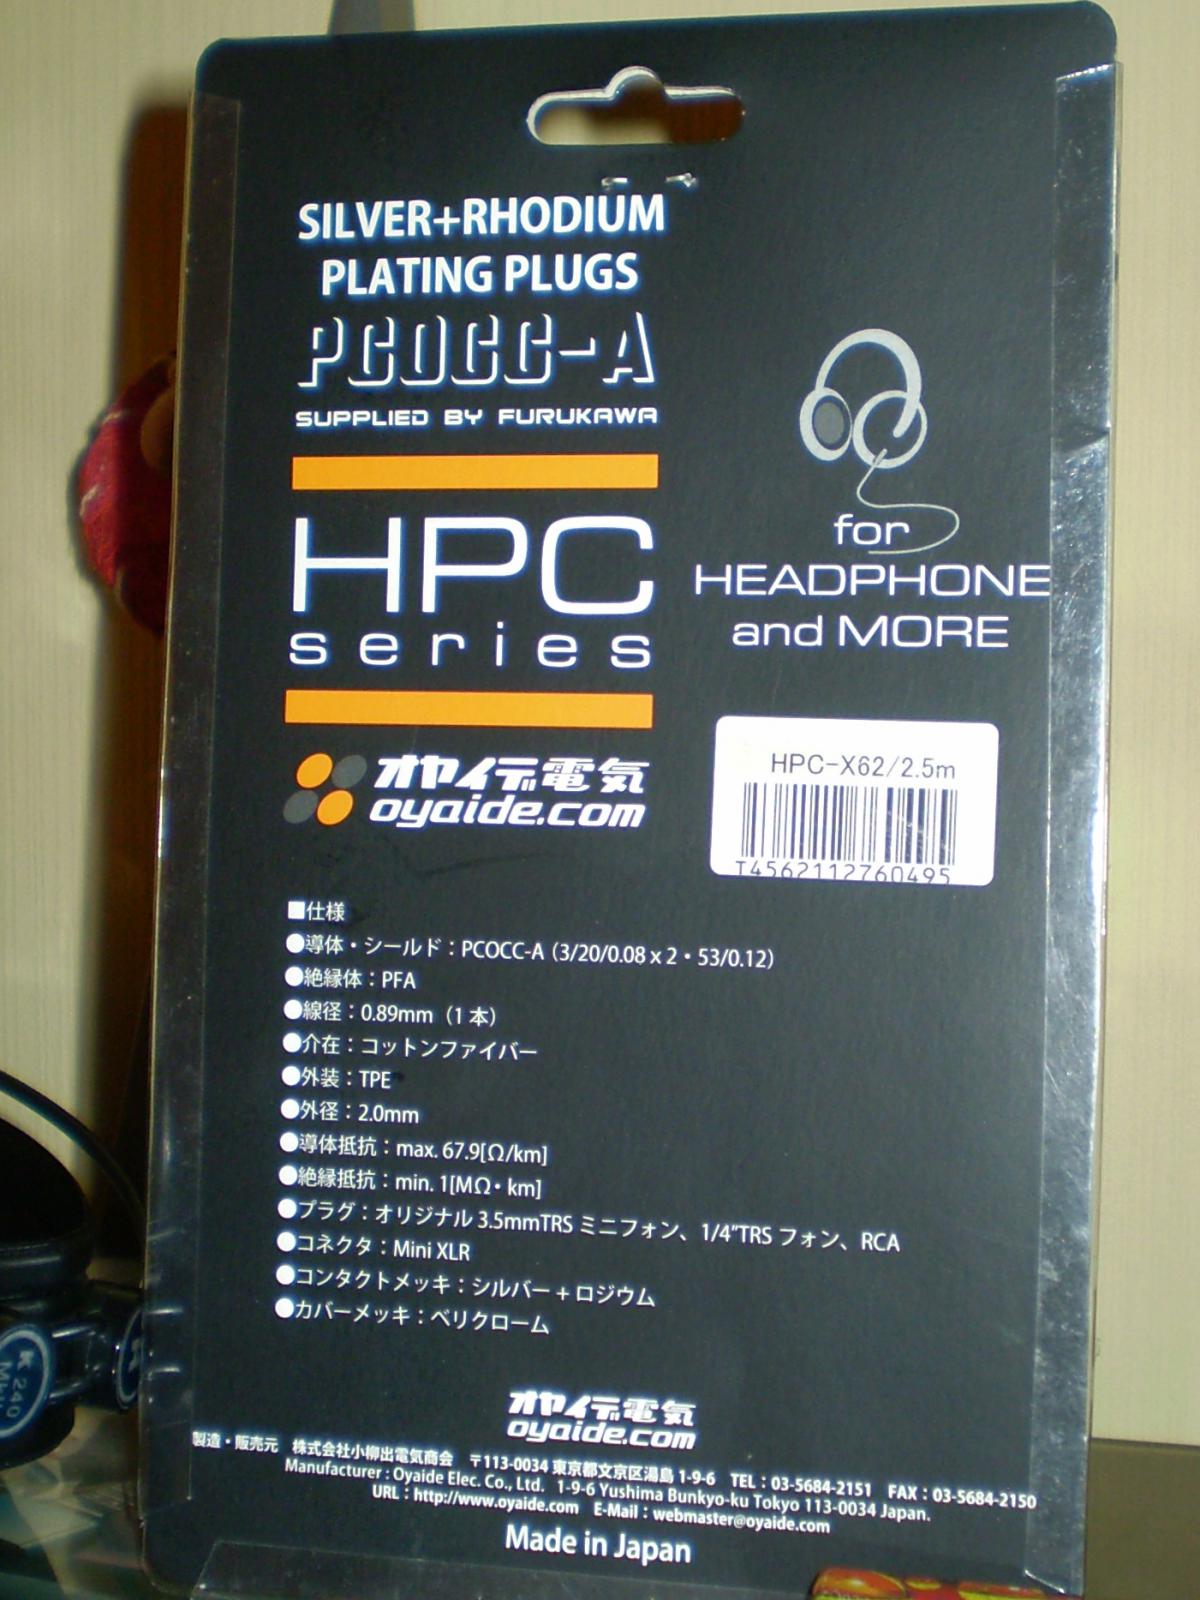 SILVER+RHODIUM
PLATING PLUGS
PCOCC-A
SUPPLIED BY FURUKAWA
HPC
series
for
HEADPHONE
and MORE
オヤイデ電気
oyaide.com
HPC-X62/2.5m
T4562112760495
■仕様
●導体・シールド：PCOCC-A（3/20/0.08 x 2・53/0.12）
●絶縁体：PFA
●線径：0.89mm（1 本）
●介在：コットンファイバー
●外装：TPE
●外径：2.0mm
●導体抵抗：max. 67.9[Ω/km]
●絶縁抵抗：min. 1[MΩ・km]
●プラグ：オリジナル 3.5mmTRS ミニフォン、1/4"TRS フォン、RCA
●コネクタ：Mini XLR
●コンタクトメッキ：シルバー + ロジウム
●カバーメッキ：ベリクローム
K 240
オヤイデ電気
oyaide.com
製造・販売元　株式会社小柳出電気商会　〒113-0034 東京都文京区湯島 1-9-6　TEL：03-5684-2151　FAX：03-5684-2150
Manufacturer : Oyaide Elec. Co., Ltd.   1-9-6 Yushima Bunkyo-ku Tokyo 113-0034 Japan.
URL：http://www.oyaide.com   E-Mail：webmaster@oyaide.com
Made in Japan